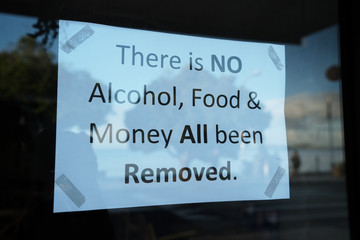 There is NO
Alcohol, Food &
Money All been
Removed.